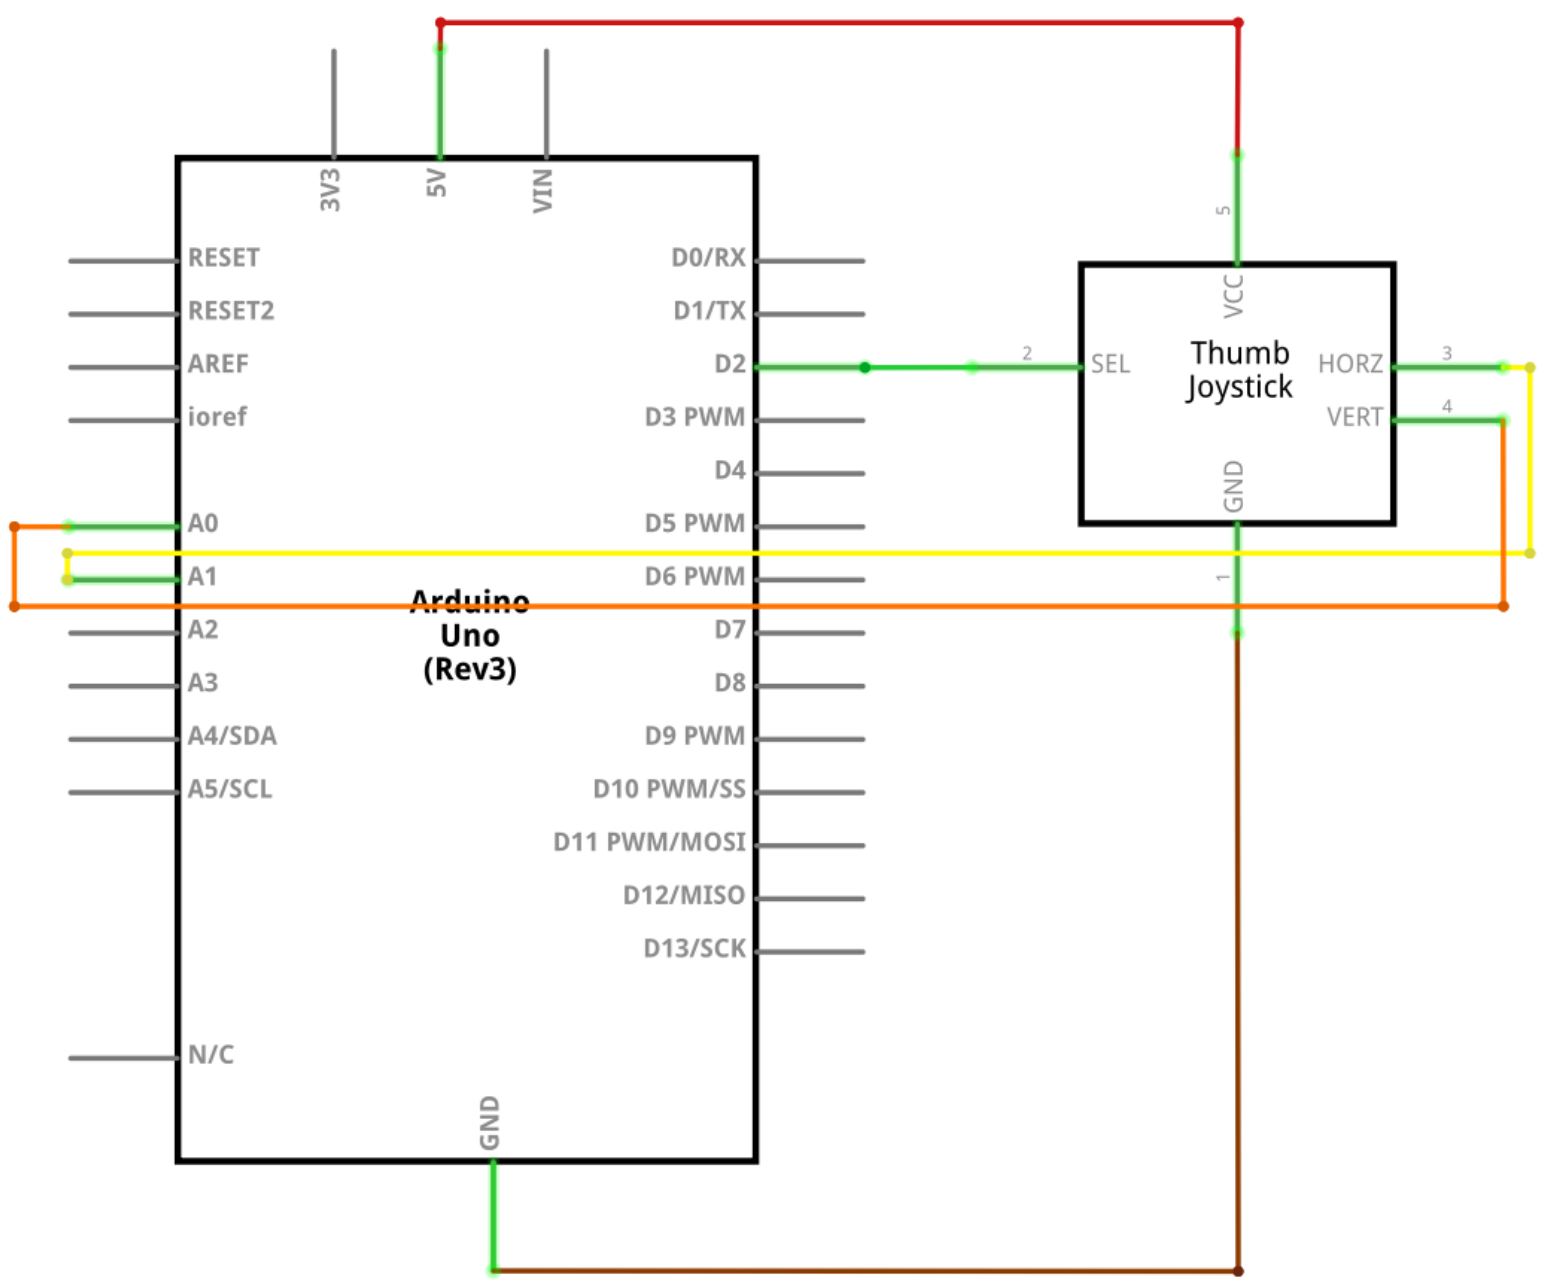 3V3
5V
VIN
RESET
RESET2
AREF
ioref
A0
A1
A2
A3
A4/SDA
A5/SCL
N/C
D0/RX
D1/TX
D2
D3 PWM
D4
D5 PWM
D6 PWM
D7
D8
D9 PWM
D10 PWM/SS
D11 PWM/MOSI
D12/MISO
D13/SCK
Arduino
Uno
(Rev3)
GND
5
VCC
2
SEL
Thumb
Joystick
HORZ
3
VERT
4
GND
1